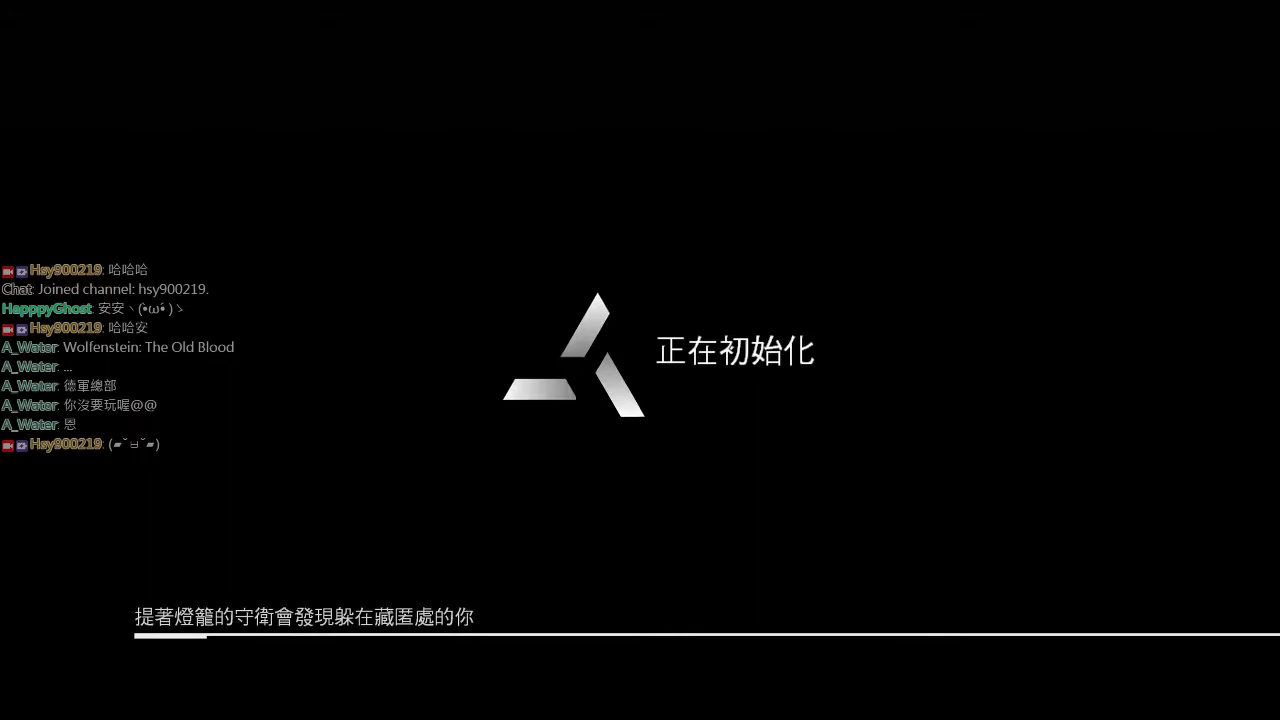 Hsy900219: 哈哈哈
Chat: Joined channel: hsy900219.
HapppyGhost: 安安ヽ(•́ω•́ )ゝ
Hsy900219: 哈哈安
A_Water: Wolfenstein: The Old Blood
A_Water: ...
A_Water: 德軍總部
A_Water: 你沒要玩喔@@
A_Water: 恩
Hsy900219: (▰˘ㅂ˘▰)
正在初始化
提著燈籠的守衛會發現躲在藏匿處的你